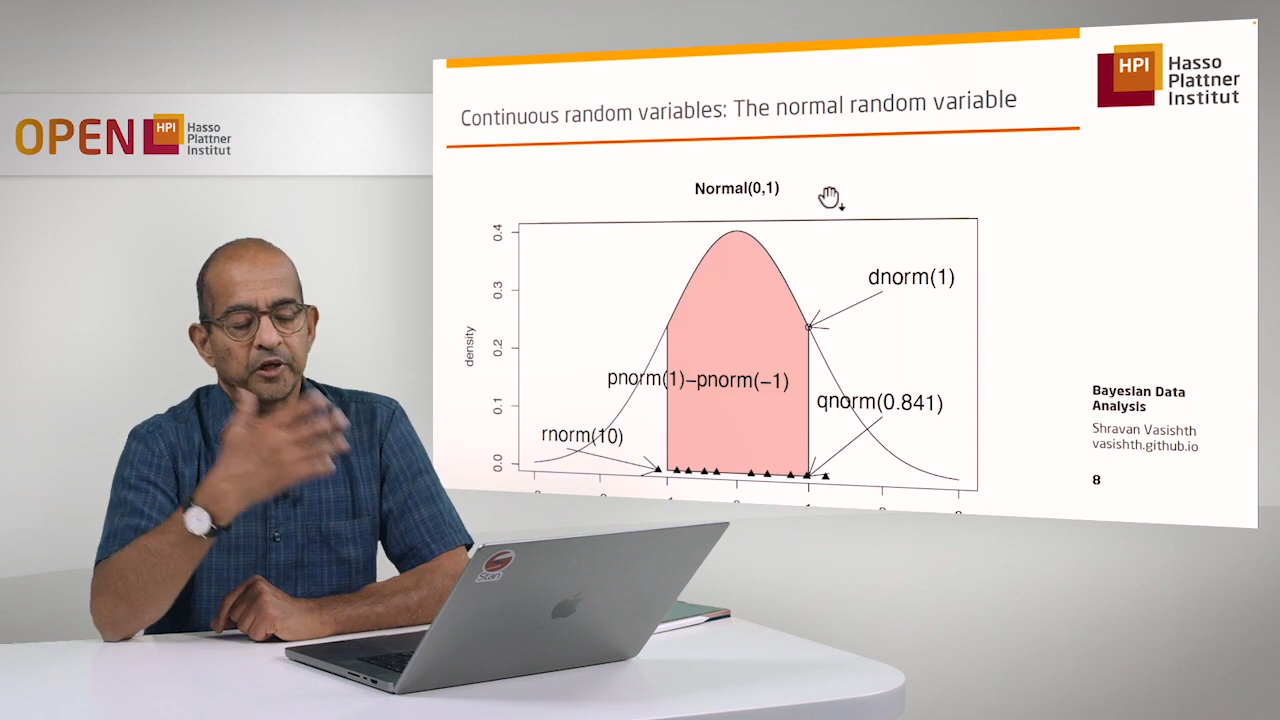 OPEN
HPI
Hasso
Plattner
Institut
Continuous random variables: The normal random variable
HPI
Hasso
Plattner
Institut
Normal(0,1)
density
0.4
0.3
0.2
0.1
0.0
dnorm(1)
pnorm(1)−pnorm(−1)
qnorm(0.841)
rnorm(10)
Bayesian Data
Analysis
Shravan Vasishth
vasishth.github.io
8
Stan